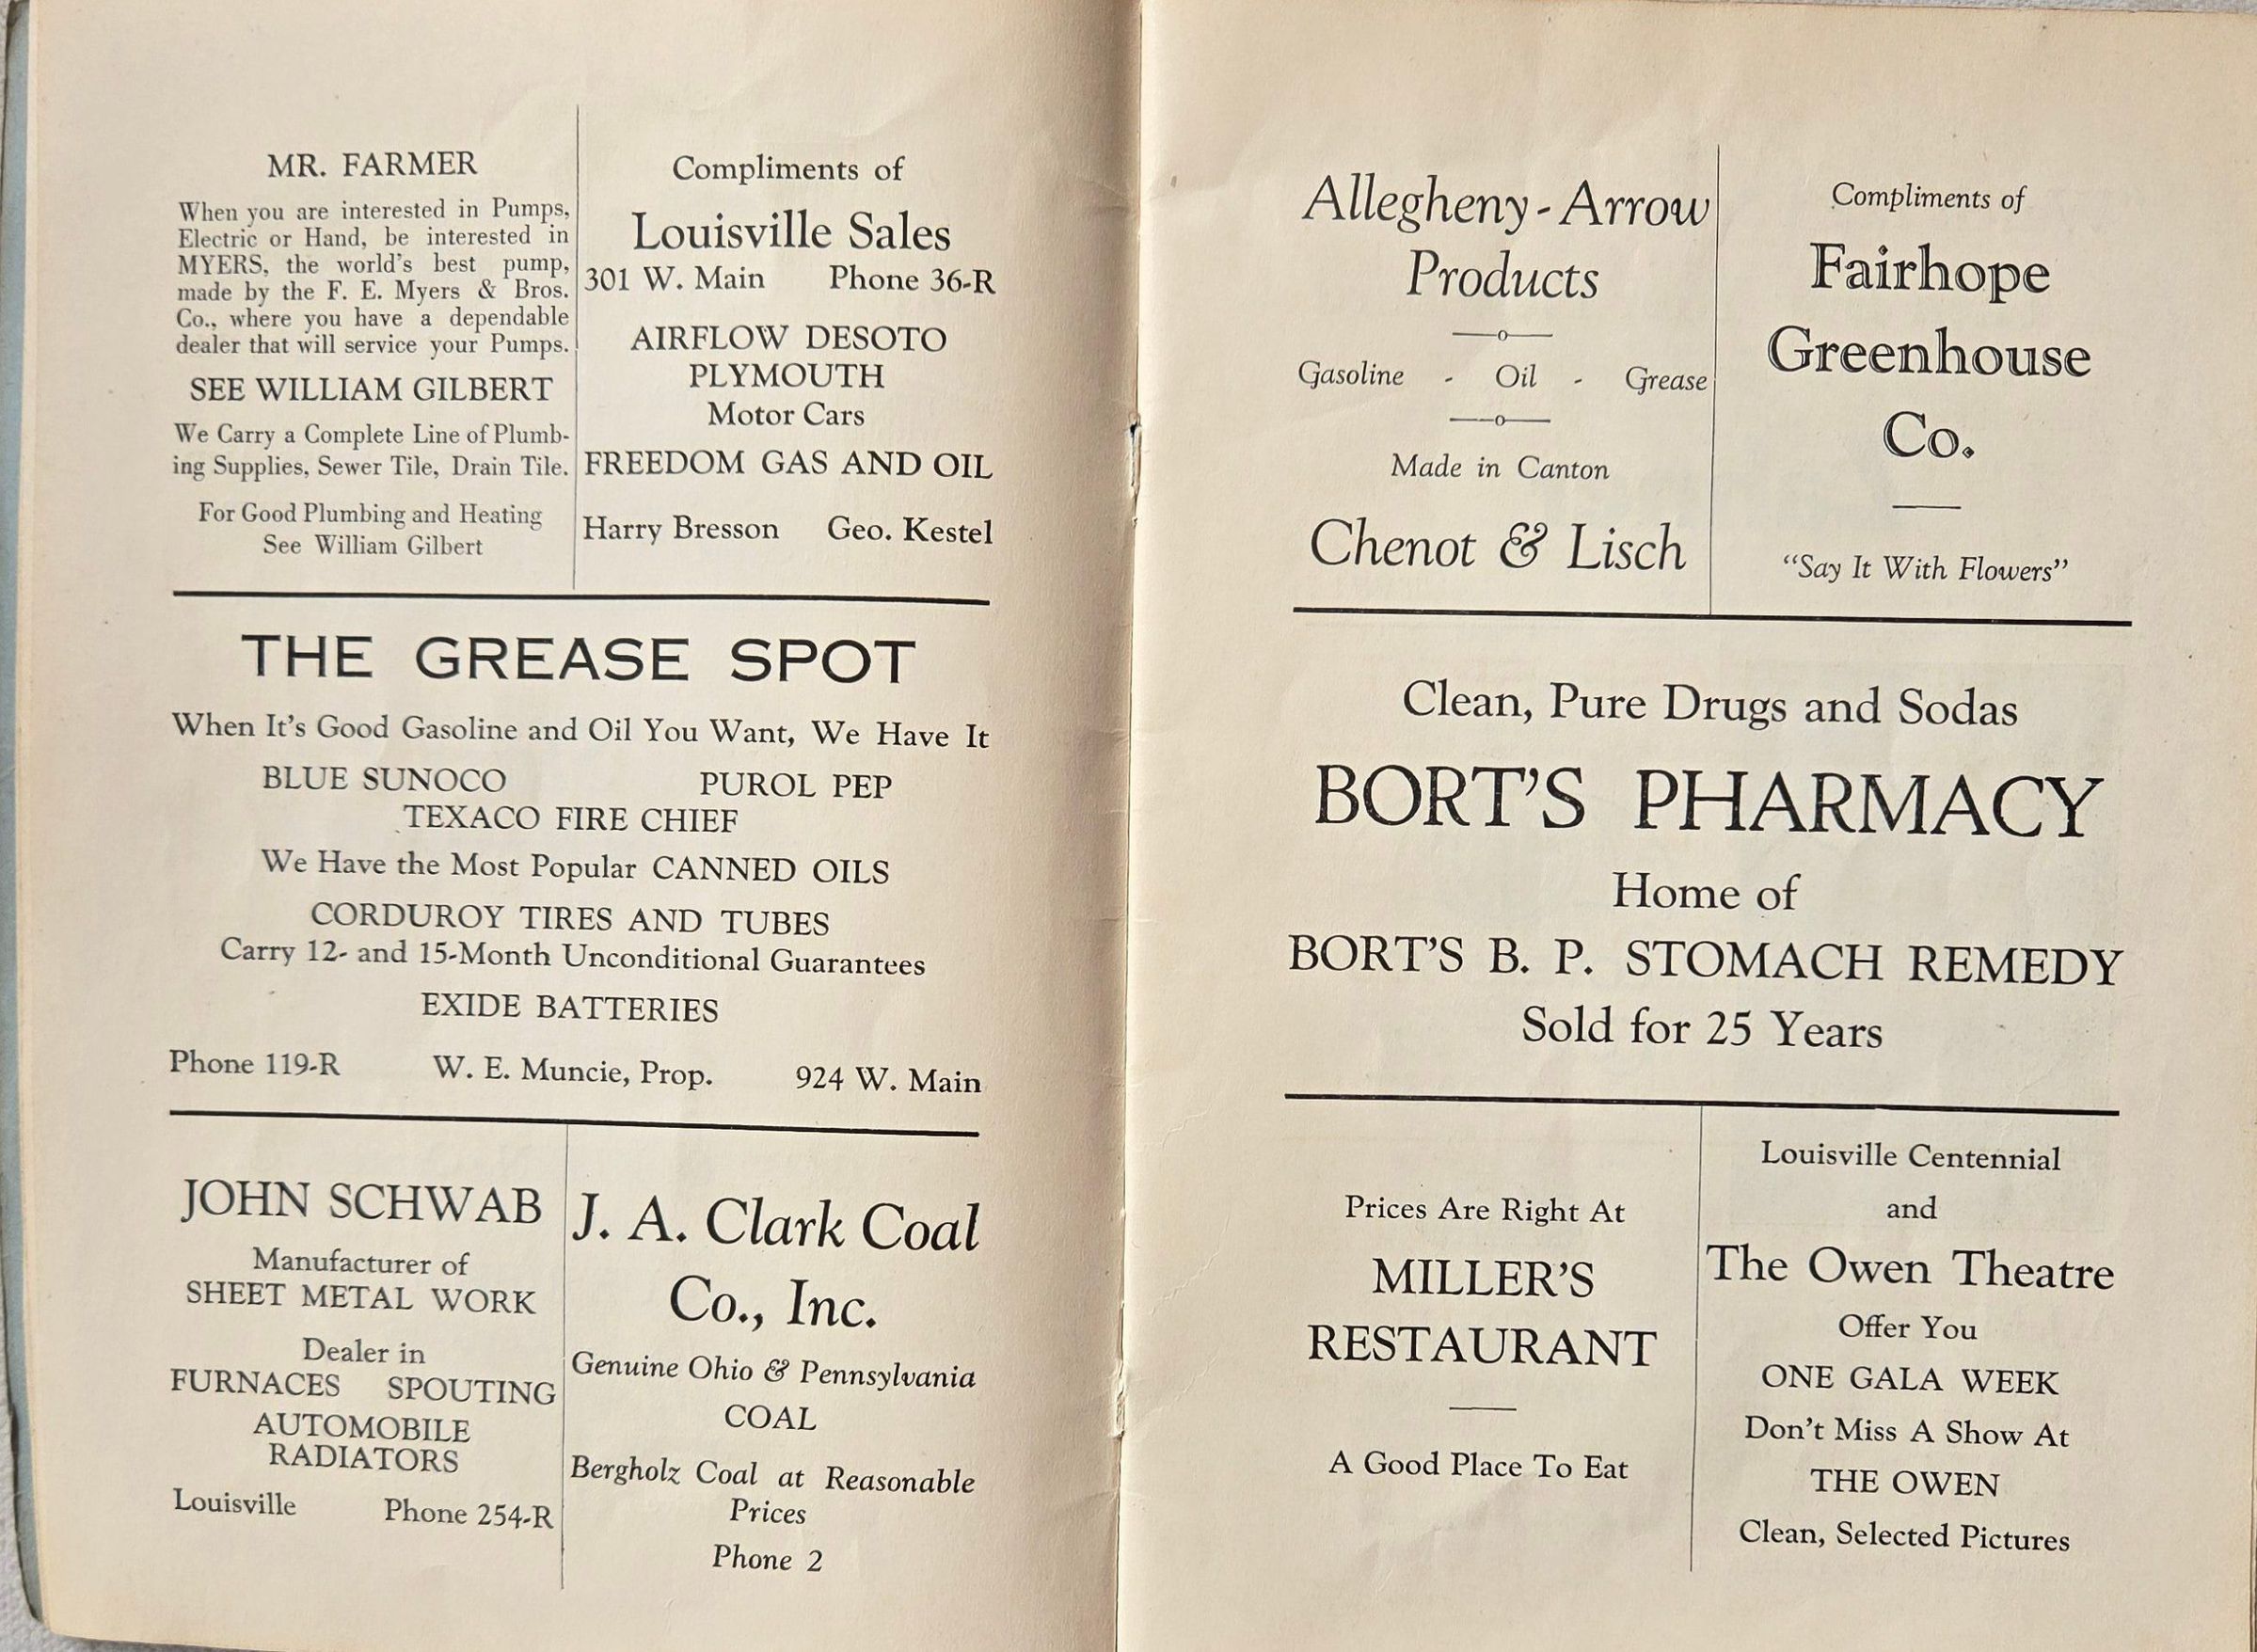 MR. FARMER
When you are interested in Pumps,
Electric or Hand, be interested in
MYERS, the world's best pump,
made by the F. E. Myers & Bros.
Co., where you have a dependable
dealer that will service your Pumps.
SEE WILLIAM GILBERT
We Carry a Complete Line of Plumb-
ing Supplies, Sewer Tile, Drain Tile.
For Good Plumbing and Heating
See William Gilbert
Compliments of
Louisville Sales
301 W. Main Phone 36-R
AIRFLOW DESOTO
PLYMOUTH
Motor Cars
FREEDOM GAS AND OIL
Harry Bresson Geo. Kestel
THE GREASE SPOT
When It's Good Gasoline and Oil You Want, We Have It
BLUE SUNOCO PUROL PEP
TEXACO FIRE CHIEF
We Have the Most Popular CANNED OILS
CORDUROY TIRES AND TUBES
Carry 12- and 15-Month Unconditional Guarantees
EXIDE BATTERIES
Phone 119-R W. E. Muncie, Prop. 924 W. Main
JOHN SCHWAB
Manufacturer of
SHEET METAL WORK
Dealer in
FURNACES SPOUTING
AUTOMOBILE
RADIATORS
Louisville Phone 254-R
J. A. Clark Coal
Co., Inc.
Genuine Ohio & Pennsylvania
COAL
Bergholz Coal at Reasonable
Prices
Phone 2
Allegheny-Arrow
Products
Gasoline - Oil - Grease
Made in Canton
Chenot & Lisch
Compliments of
Fairhope
Greenhouse
Co.
"Say It With Flowers"
Clean, Pure Drugs and Sodas
BORT'S PHARMACY
Home of
BORT'S B. P. STOMACH REMEDY
Sold for 25 Years
Prices Are Right At
MILLER'S
RESTAURANT
A Good Place To Eat
Louisville Centennial
and
The Owen Theatre
Offer You
ONE GALA WEEK
Don't Miss A Show At
THE OWEN
Clean, Selected Pictures